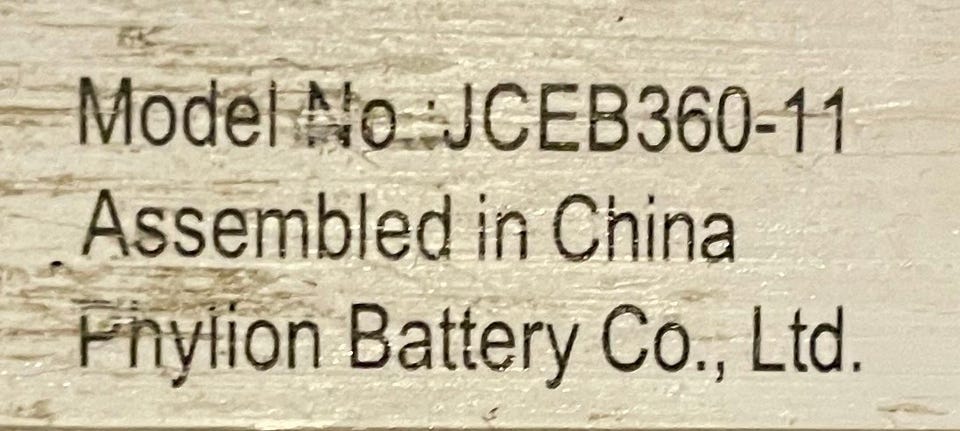 Model No.:JCEB360-11
Assembled in China
Phylion Battery Co., Ltd.